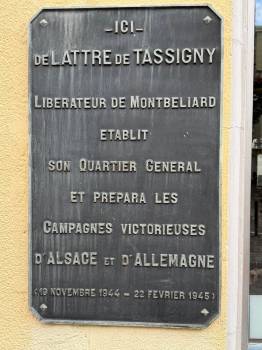 -ICI-
DE LATTRE DE TASSIGNY
LIBERATEUR DE MONTBELIARD
ETABLIT
SON QUARTIER GENERAL
ET PREPARA LES
CAMPAGNES VICTORIEUSES
D'ALSACE ET D'ALLEMAGNE
(19 NOVEMBRE 1944 - 22 FEVRIER 1945)